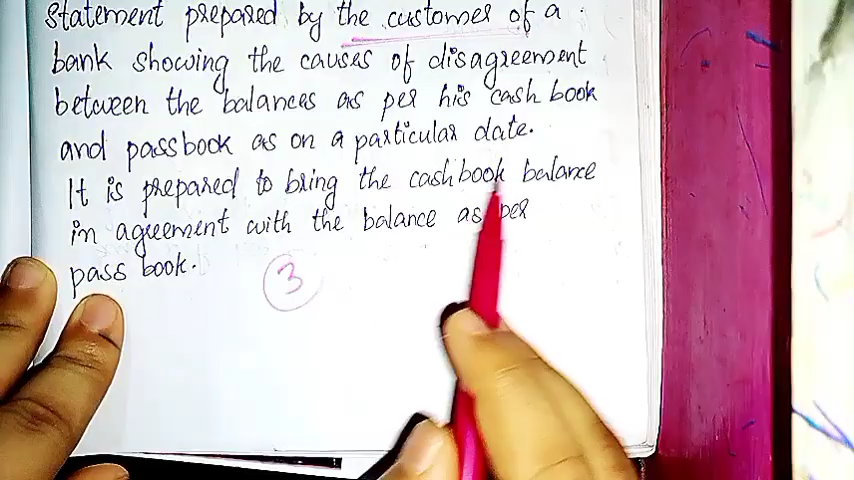 Statement prepared by the customer of a
bank showing the causes of disagreement
between the balances as per his cash book
and passbook as on a particular date.
It is prepared to bring the cashbook balance
in agreement with the balance as per
pass book.
3